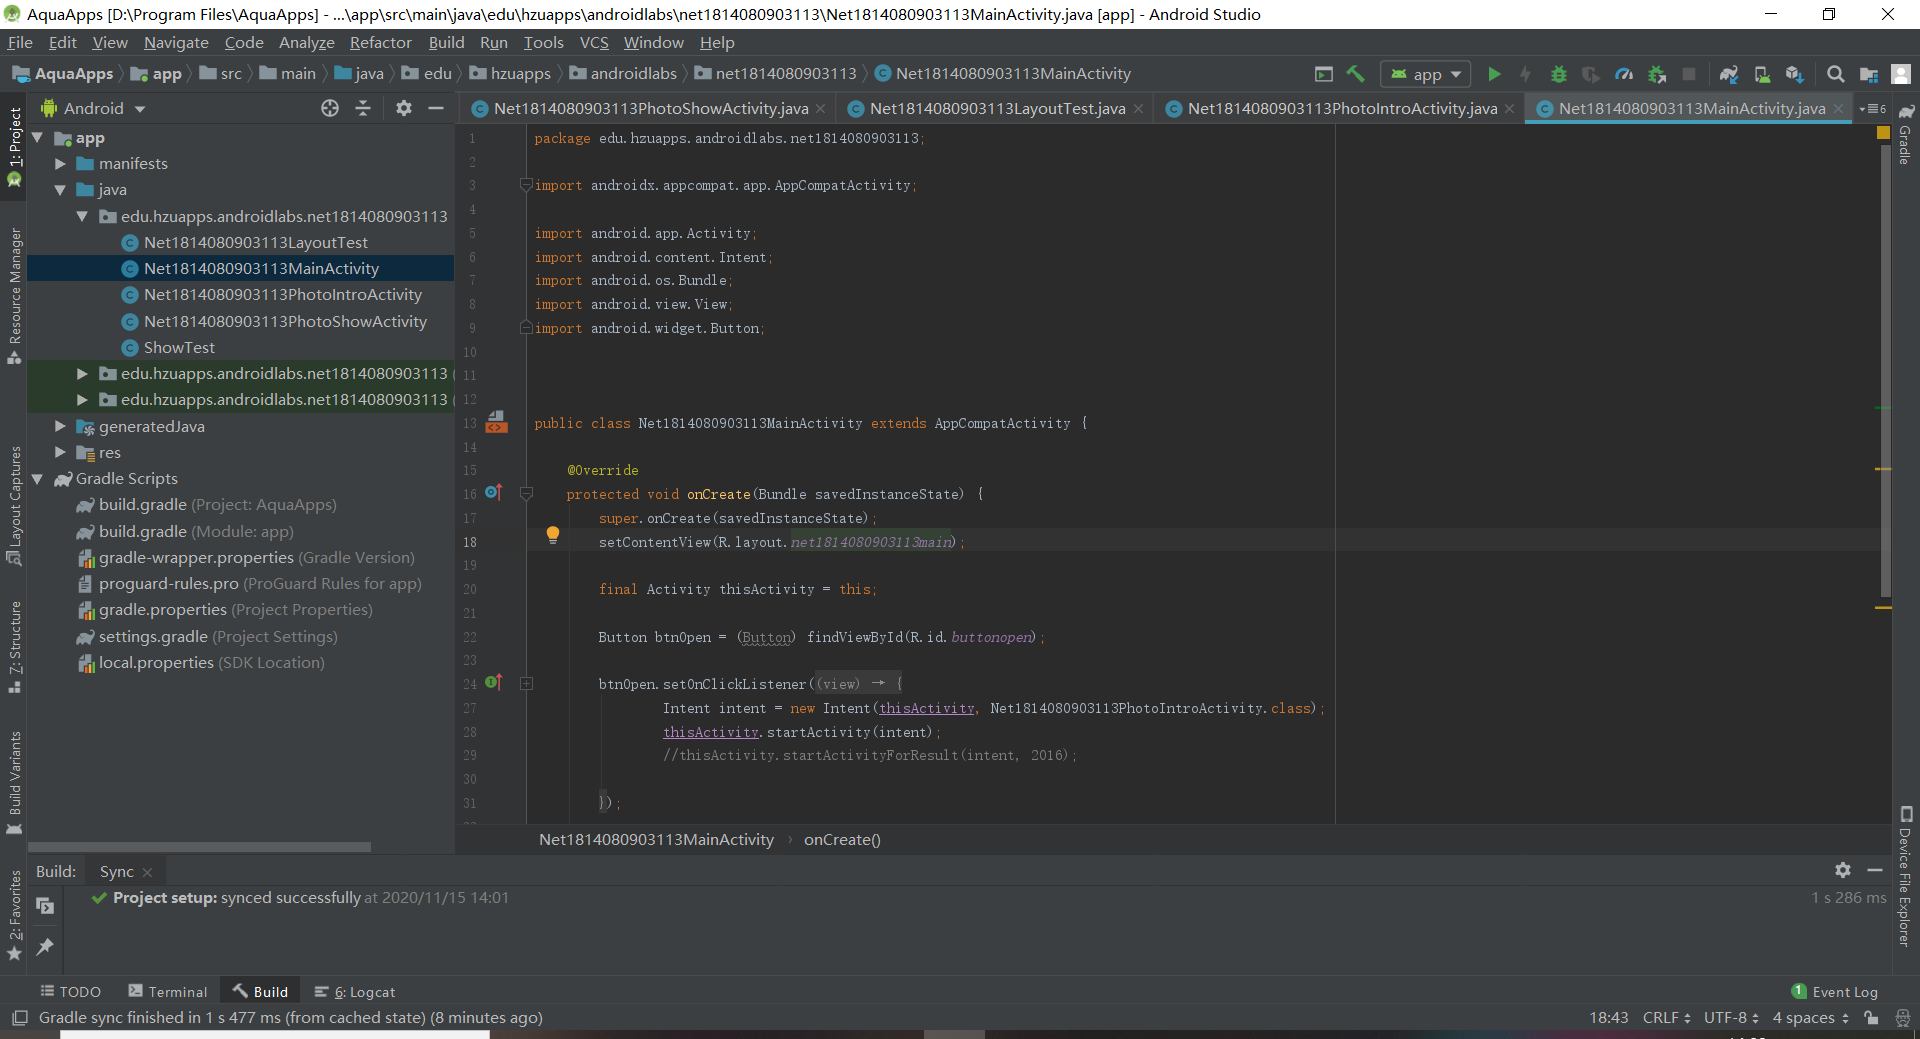 AquaApps [D:\Program Files\AquaApps] - ...\app\src\main\java\edu\hzuapps\androidlabs\net1814080903113\Net1814080903113MainActivity.java [app] - Android Studio
File Edit View Navigate Code Analyze Refactor Build Run Tools VCS Window Help
AquaApps app src main java edu hzuapps androidlabs net1814080903113 Net1814080903113MainActivity app
Android
Net1814080903113PhotoShowActivity.java Net1814080903113LayoutTest.java Net1814080903113PhotoIntroActivity.java Net1814080903113MainActivity.java 6
1: Project
Resource Manager
Layout Captures
Z: Structure
Build Variants
2: Favorites
app
manifests
java
edu.hzuapps.androidlabs.net1814080903113
Net1814080903113LayoutTest
Net1814080903113MainActivity
Net1814080903113PhotoIntroActivity
Net1814080903113PhotoShowActivity
ShowTest
edu.hzuapps.androidlabs.net1814080903113 (
edu.hzuapps.androidlabs.net1814080903113 (
generatedJava
res
Gradle Scripts
build.gradle (Project: AquaApps)
build.gradle (Module: app)
gradle-wrapper.properties (Gradle Version)
proguard-rules.pro (ProGuard Rules for app)
gradle.properties (Project Properties)
settings.gradle (Project Settings)
local.properties (SDK Location)
1 package edu.hzuapps.androidlabs.net1814080903113;
2
3 import androidx.appcompat.app.AppCompatActivity;
4
5 import android.app.Activity;
6 import android.content.Intent;
7 import android.os.Bundle;
8 import android.view.View;
9 import android.widget.Button;
10
11
12
13 public class Net1814080903113MainActivity extends AppCompatActivity {
14
15 @Override
16 protected void onCreate(Bundle savedInstanceState) {
17 super.onCreate(savedInstanceState);
18 setContentView(R.layout.net1814080903113main);
19
20 final Activity thisActivity = this;
21
22 Button btnOpen = (Button) findViewById(R.id.buttonopen);
23
24 btnOpen.setOnClickListener((view) → {
27 Intent intent = new Intent(thisActivity, Net1814080903113PhotoIntroActivity.class);
28 thisActivity.startActivity(intent);
29 //thisActivity.startActivityForResult(intent, 2016);
30
31 });
Net1814080903113MainActivity › onCreate()
Gradle
Device File Explorer
Build: Sync
Project setup: synced successfully at 2020/11/15 14:01 1 s 286 ms
TODO Terminal Build 6: Logcat 1 Event Log
Gradle sync finished in 1 s 477 ms (from cached state) (8 minutes ago) 18:43 CRLF UTF-8 4 spaces